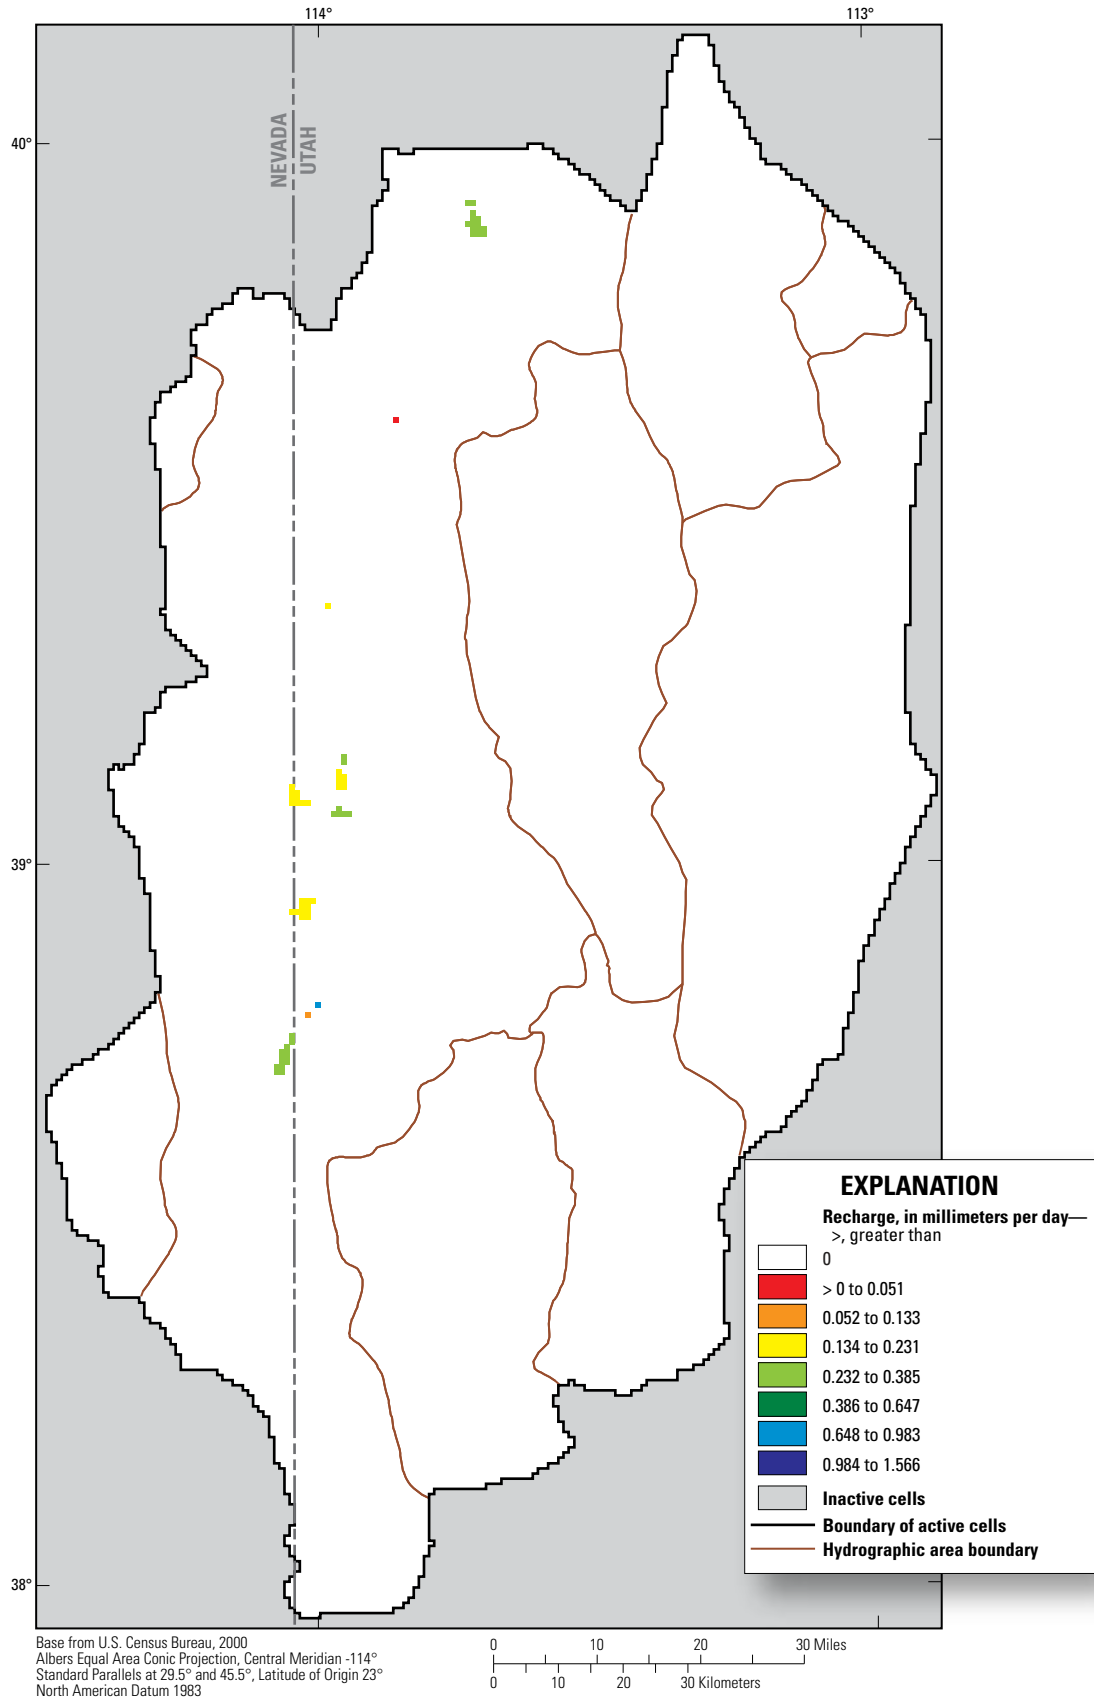 114°
113°
40°
NEVADA
UTAH
39°
38°
EXPLANATION
Recharge, in millimeters per day—
>, greater than
0
> 0 to 0.051
0.052 to 0.133
0.134 to 0.231
0.232 to 0.385
0.386 to 0.647
0.648 to 0.983
0.984 to 1.566
Inactive cells
Boundary of active cells
Hydrographic area boundary
Base from U.S. Census Bureau, 2000
Albers Equal Area Conic Projection, Central Meridian -114°
Standard Parallels at 29.5° and 45.5°, Latitude of Origin 23°
North American Datum 1983
0 10 20 30 Miles
0 10 20 30 Kilometers